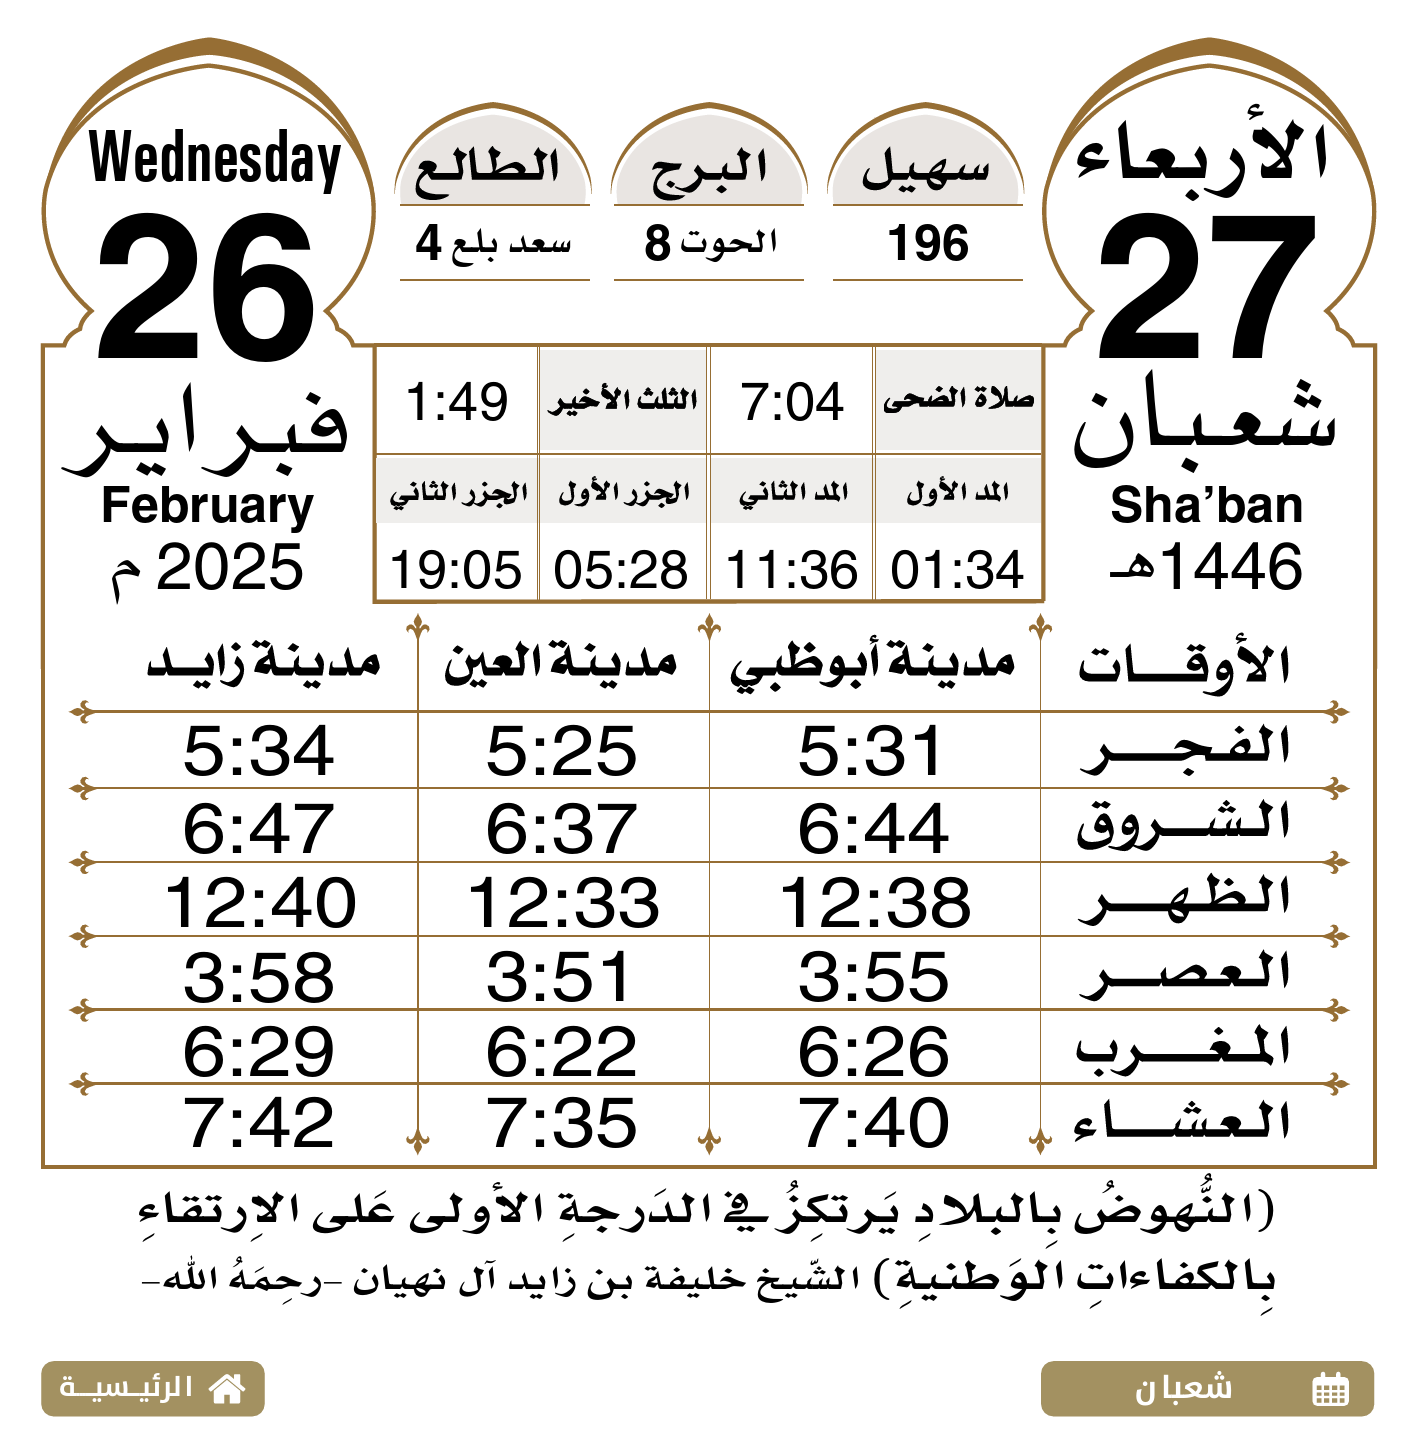 الأربعاء
27
شعبان
Sha’ban
1446هـ
سهيل
196
البرج
الحوت 8
الطالع
سعد بلع 4
Wednesday
26
فبراير
February
2025 م
صلاة الضحى 7:04 الثلث الأخير 1:49
المد الأول المد الثاني الجزر الأول الجزر الثاني
01:34 11:36 05:28 19:05
الأوقات مدينة أبوظبي مدينة العين مدينة زايد
الفجر 5:31 5:25 5:34
الشروق 6:44 6:37 6:47
الظهر 12:38 12:33 12:40
العصر 3:55 3:51 3:58
المغرب 6:26 6:22 6:29
العشاء 7:40 7:35 7:42
(النُّهوضُ بِالبلادِ يَرتكِزُ في الدَرجةِ الأولى عَلى الاِرتقاءِ
بِالكفاءاتِ الوَطنيةِ) الشّيخ خليفة بن زايد آل نهيان –رحِمَهُ الله–
شعبان
الرئيسية